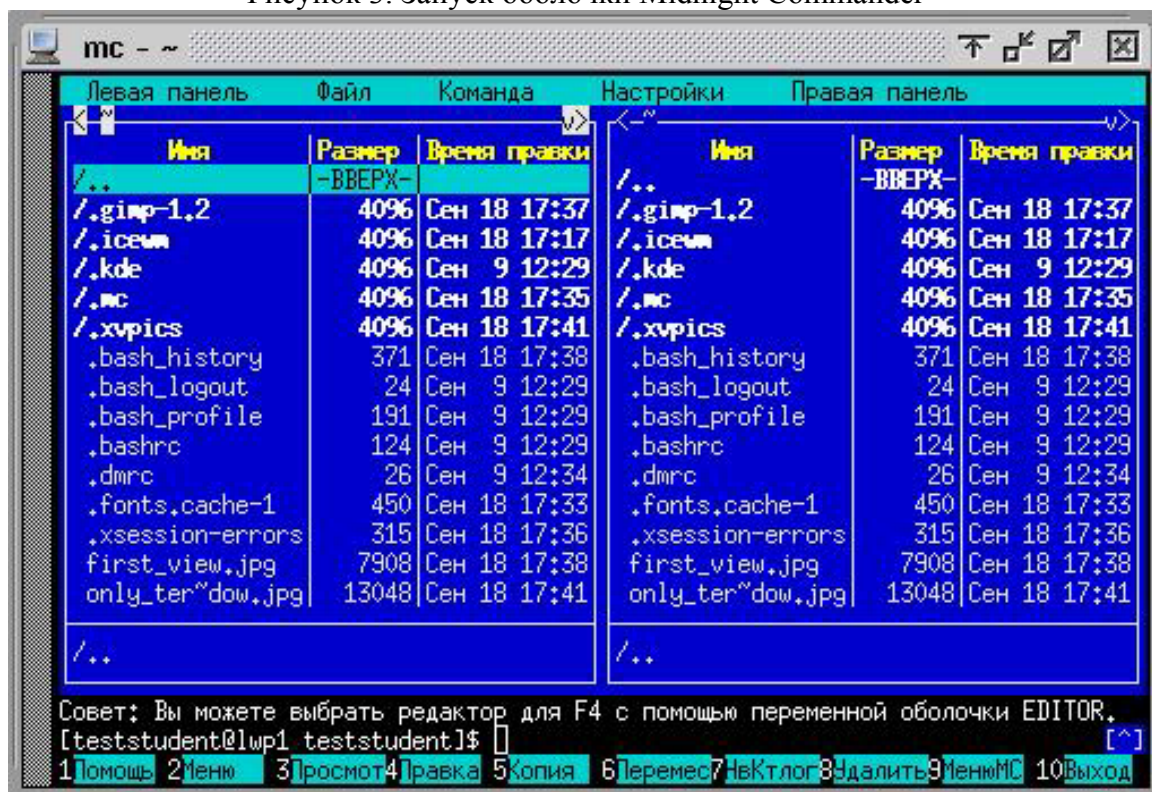 Рисунок 3. Запуск оболочки Midnight Commander
mc - ~
Левая панель Файл Команда Настройки Правая панель
<-~ v> <-~ v>
Имя Размер Время правки Имя Размер Время правки
/.. -ВВЕРХ- /.. -ВВЕРХ-
/.gimp-1.2 4096 Сен 18 17:37 /.gimp-1.2 4096 Сен 18 17:37
/.icewm 4096 Сен 18 17:17 /.icewm 4096 Сен 18 17:17
/.kde 4096 Сен 9 12:29 /.kde 4096 Сен 9 12:29
/.mc 4096 Сен 18 17:35 /.mc 4096 Сен 18 17:35
/.xvpics 4096 Сен 18 17:41 /.xvpics 4096 Сен 18 17:41
.bash_history 371 Сен 18 17:38 .bash_history 371 Сен 18 17:38
.bash_logout 24 Сен 9 12:29 .bash_logout 24 Сен 9 12:29
.bash_profile 191 Сен 9 12:29 .bash_profile 191 Сен 9 12:29
.bashrc 124 Сен 9 12:29 .bashrc 124 Сен 9 12:29
.dmrc 26 Сен 9 12:34 .dmrc 26 Сен 9 12:34
.fonts.cache-1 450 Сен 18 17:33 .fonts.cache-1 450 Сен 18 17:33
.xsession-errors 315 Сен 18 17:36 .xsession-errors 315 Сен 18 17:36
first_view.jpg 7908 Сен 18 17:38 first_view.jpg 7908 Сен 18 17:38
only_ter~dow.jpg 13048 Сен 18 17:41 only_ter~dow.jpg 13048 Сен 18 17:41
/.. /..
Совет: Вы можете выбрать редактор для F4 с помощью переменной оболочки EDITOR.
[teststudent@lwp1 teststudent]$ [^]
1Помощь 2Меню 3Просмот4Правка 5Копия 6Перемес7НвКтлог8Удалить9МенюMC 10Выход